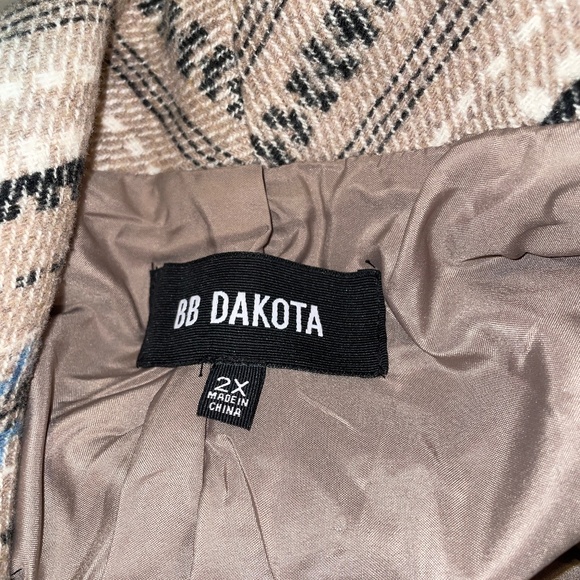 BB DAKOTA
2X
MADE IN
CHINA